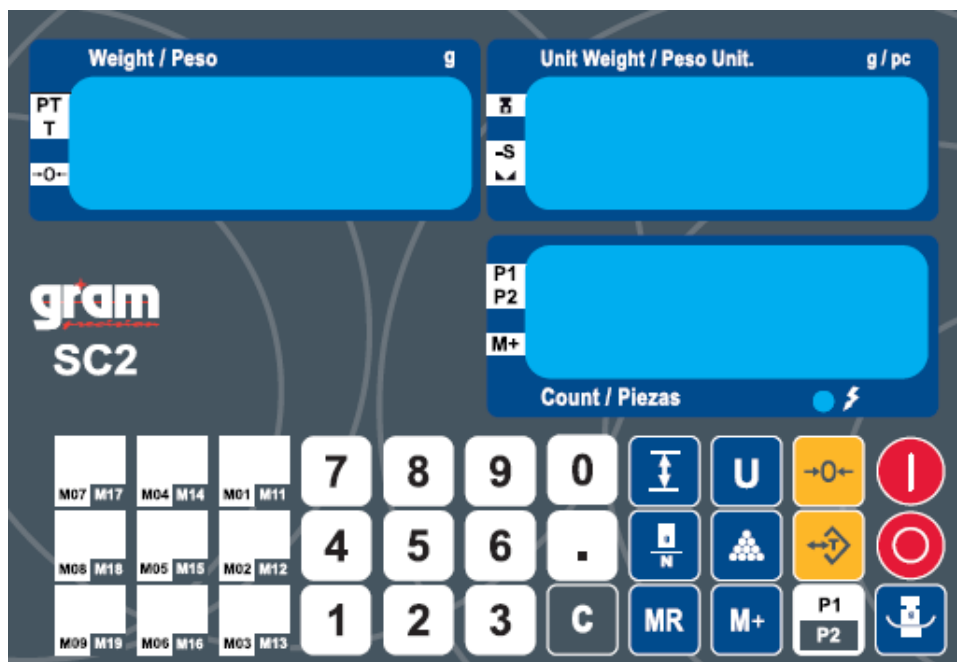 Weight / Peso g
PT
T
→0←
Unit Weight / Peso Unit. g / pc
-S
P1
P2
M+
Count / Piezas
gram
precision
SC2
M07 M17 M04 M14 M01 M11 7 8 9 0 U →0←
M08 M18 M05 M15 M02 M12 4 5 6 . N T
M09 M19 M06 M16 M03 M13 1 2 3 C MR M+ P1
P2